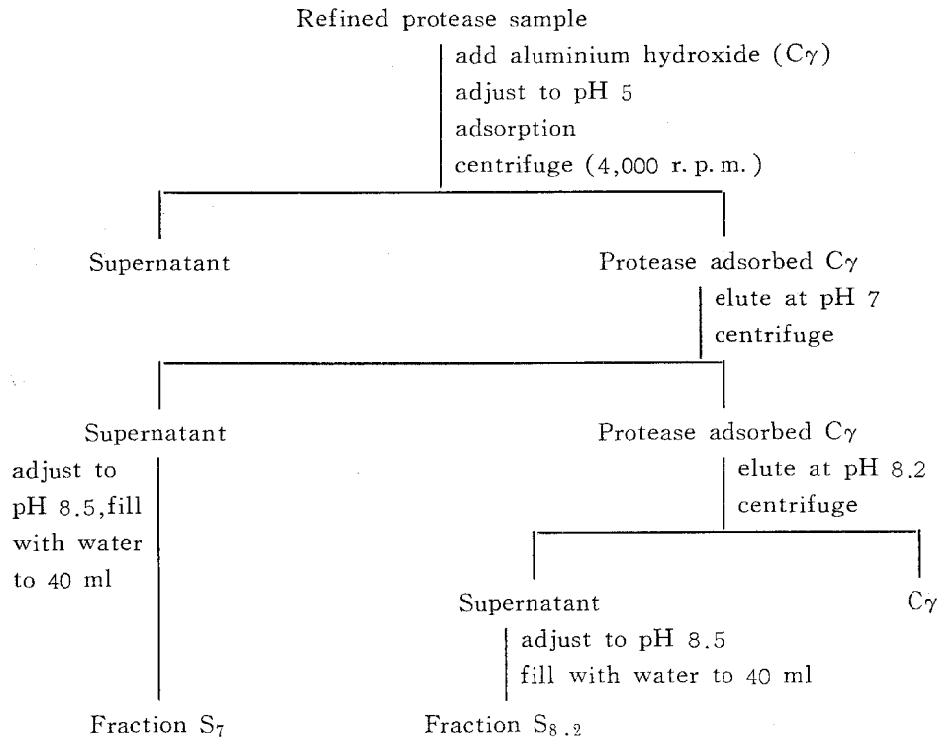 Refined protease sample
add aluminium hydroxide (Cγ)
adjust to pH 5
adsorption
centrifuge (4,000 r. p. m.)
Supernatant
Protease adsorbed Cγ
elute at pH 7
centrifuge
Supernatant
Protease adsorbed Cγ
adjust to
pH 8.5, fill
with water
to 40 ml
elute at pH 8.2
centrifuge
Supernatant
Cγ
adjust to pH 8.5
fill with water to 40 ml
Fraction S₇
Fraction S₈.₂